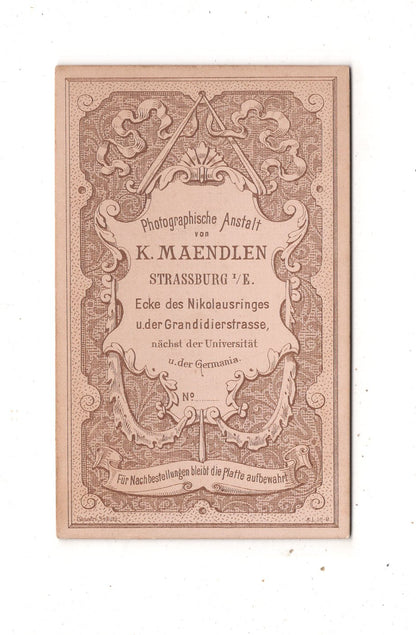 Photographische Anstalt
von
K. MAENDLEN
STRASSBURG I/E.
Ecke des Nikolausringes
u. der Grandidierstrasse,
nächst der Universität
u. der Germania.
No
Für Nachbestellungen bleibt die Platte aufbewahrt